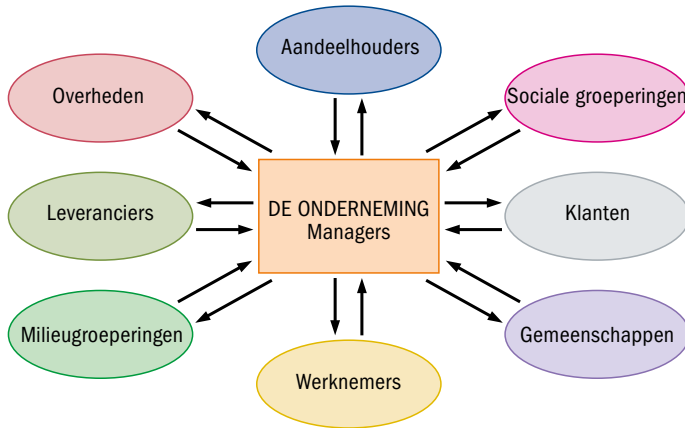 Aandeelhouders
Overheden
Sociale groeperingen
Leveranciers
DE ONDERNEMING
Managers
Klanten
Milieugroeperingen
Gemeenschappen
Werknemers